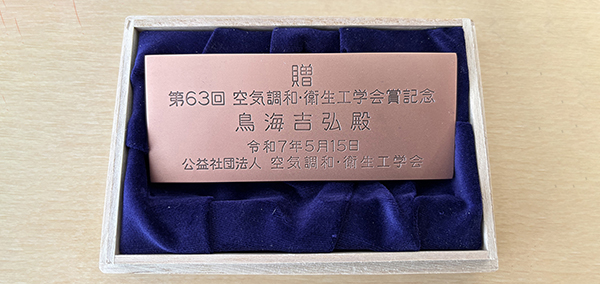 贈
第63回 空気調和・衛生工学会賞記念
鳥海吉弘殿
令和7年5月15日
公益社団法人 空気調和・衛生工学会